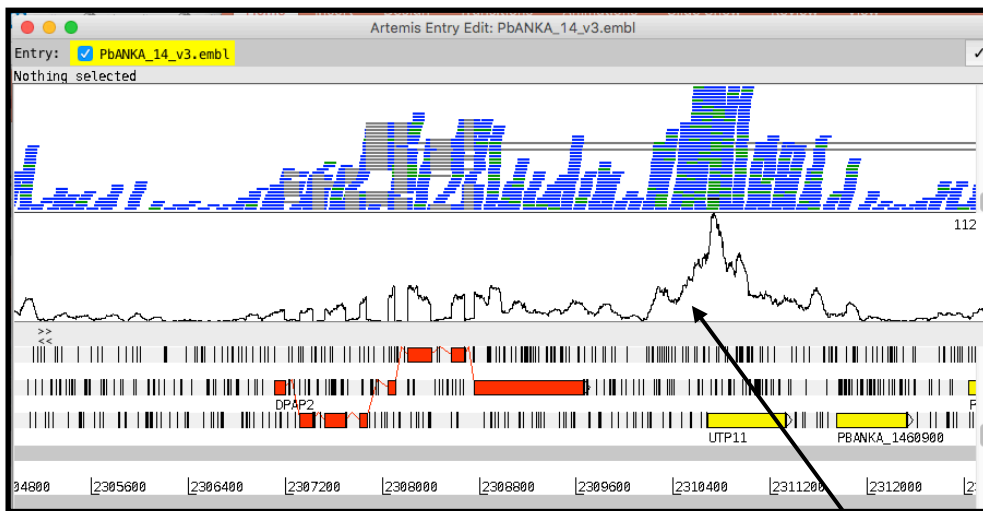 Artemis Entry Edit: PbANKA_14_v3.embl
Entry: PbANKA_14_v3.embl
Nothing selected
112
>>
<<
DPAP2
P
UTP11
PBANKA_1460900
04800 2305600 2306400 2307200 2308000 2308800 2309600 2310400 2311200 2312000 2